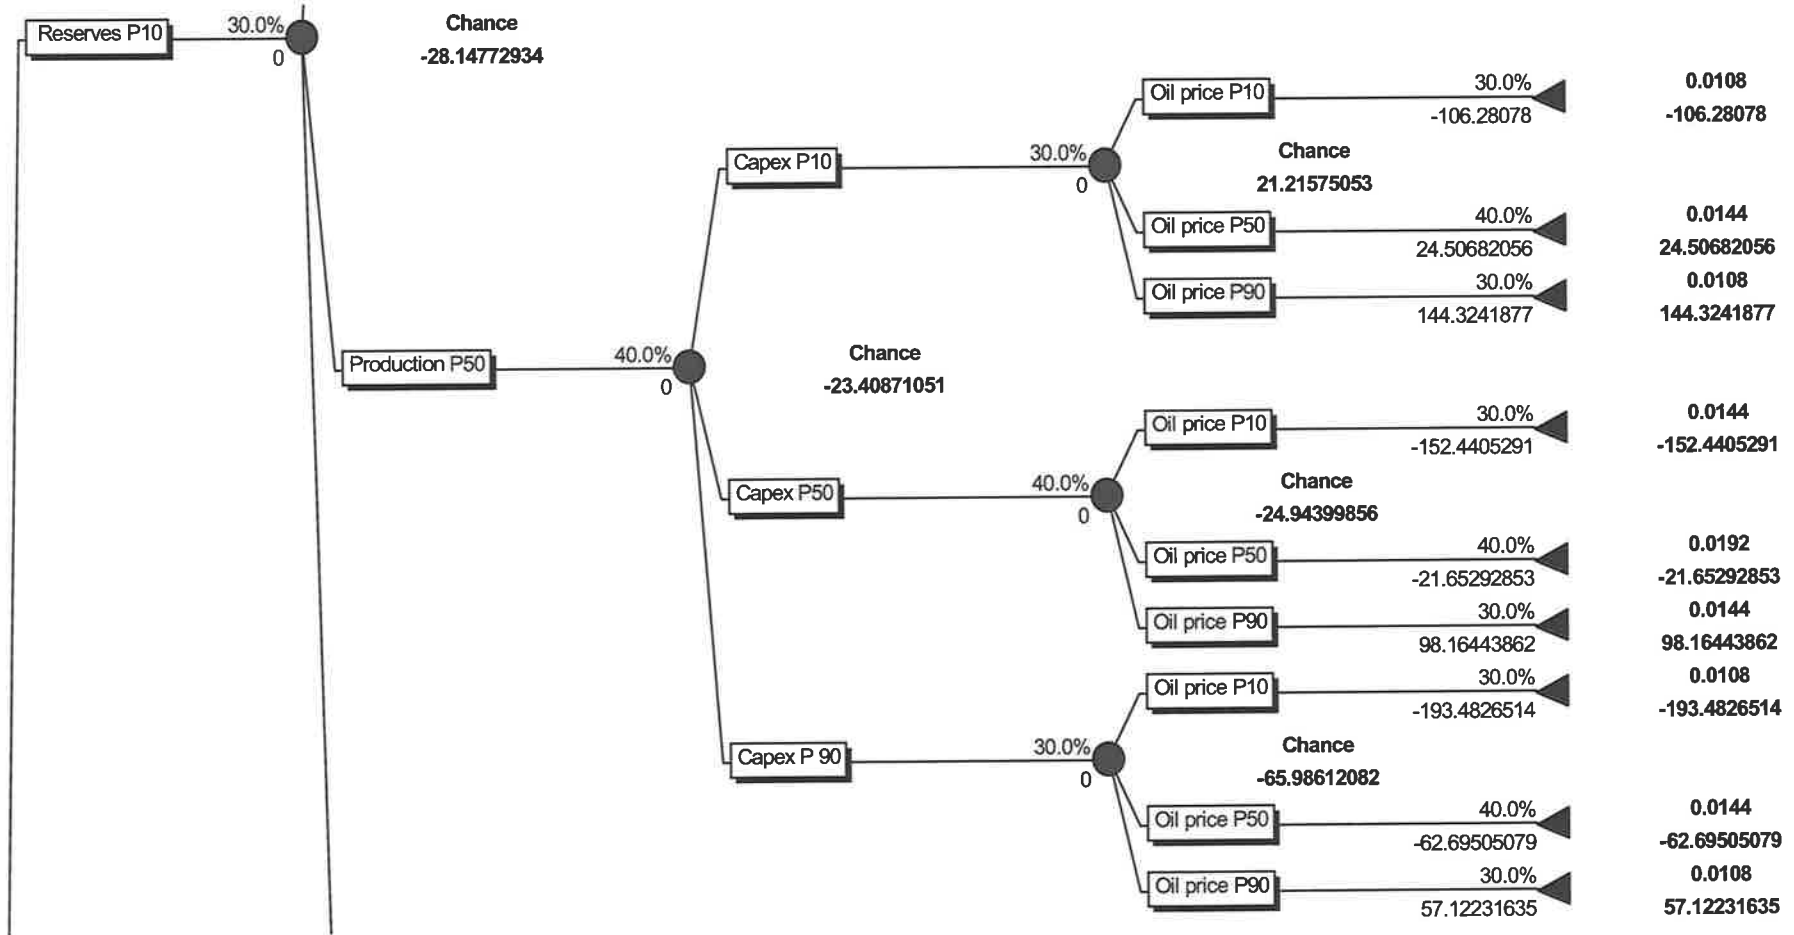 Reserves P10
30.0%
0
Chance
-28.14772934
Oil price P10
30.0%
-106.28078
0.0108
-106.28078
Capex P10
30.0%
0
Chance
21.21575053
Oil price P50
40.0%
24.50682056
0.0144
24.50682056
Oil price P90
30.0%
144.3241877
0.0108
144.3241877
Production P50
40.0%
0
Chance
-23.40871051
Oil price P10
30.0%
-152.4405291
0.0144
-152.4405291
Capex P50
40.0%
0
Chance
-24.94399856
Oil price P50
40.0%
-21.65292853
0.0192
-21.65292853
Oil price P90
30.0%
98.16443862
0.0144
98.16443862
Oil price P10
30.0%
-193.4826514
0.0108
-193.4826514
Capex P 90
30.0%
0
Chance
-65.98612082
Oil price P50
40.0%
-62.69505079
0.0144
-62.69505079
Oil price P90
30.0%
57.12231635
0.0108
57.12231635